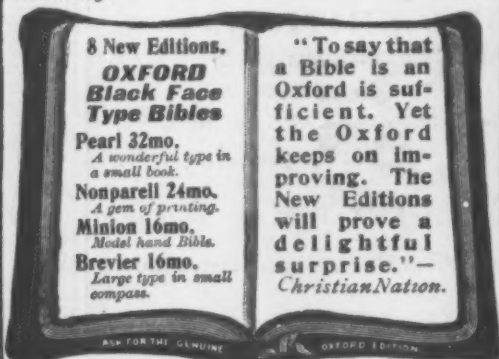 8 New Editions.
OXFORD
Black Face
Type Bibles
Pearl 32mo.
A wonderful type in
a small book.
Nonpareil 24mo.
A gem of printing.
Minion 16mo.
Model hand Bible.
Brevier 16mo.
Large type in small
compass.
"To say that
a Bible is an
Oxford is suf-
ficient. Yet
the Oxford
keeps on im-
proving. The
New Editions
will prove a
delightful
surprise."—
Christian Nation.
ASK FOR THE GENUINE
OXFORD EDITION